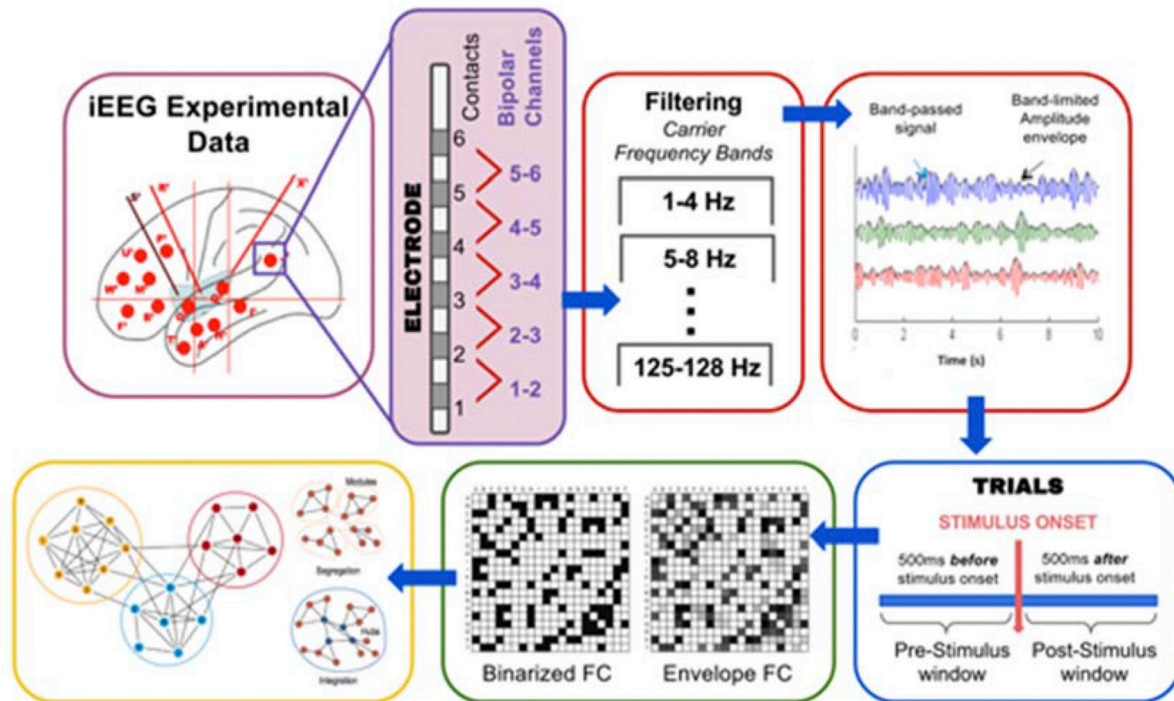 iEEG Experimental
Data
ELECTRODE
Contacts
Bipolar
Channels
6
5
4
3
2
1
5-6
4-5
3-4
2-3
1-2
Filtering
Carrier
Frequency Bands
1-4 Hz
5-8 Hz
125-128 Hz
Band-passed
signal
Band-limited
Amplitude
envelope
0 2 4 6 8 10
Time (s)
TRIALS
STIMULUS ONSET
500ms before
stimulus onset
500ms after
stimulus onset
Pre-Stimulus
window
Post-Stimulus
window
Binarized FC
Envelope FC
Modules
Segregation
Hubs
Integration